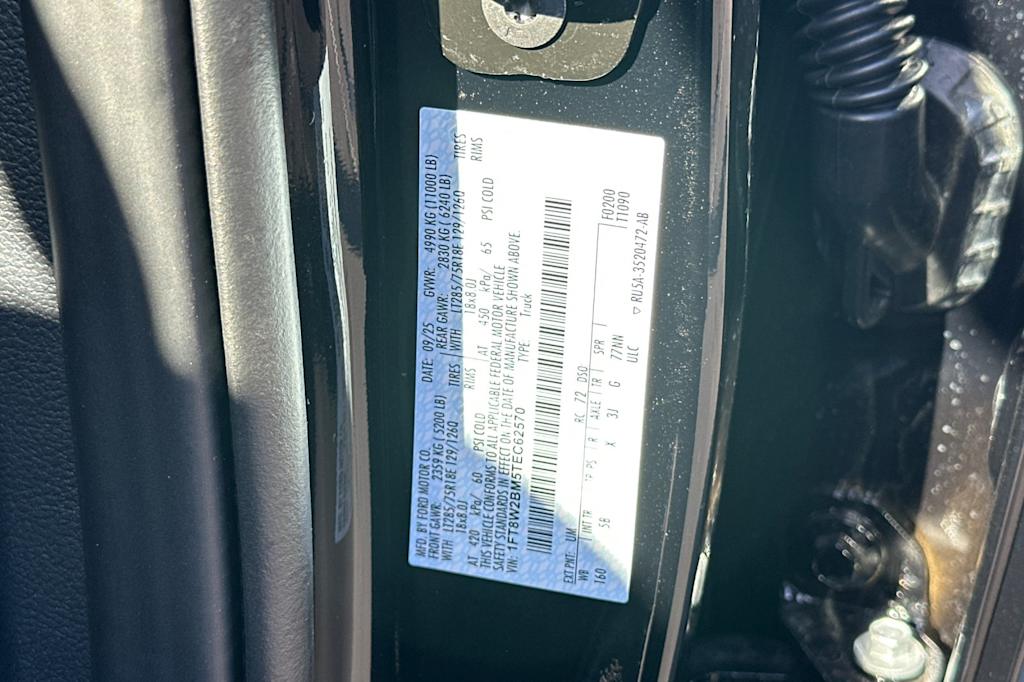 MFD. BY FORD MOTOR CO. DATE: 09/25 GVWR: 4990 KG (11000 LB)
FRONT GAWR: 2359 KG (5200 LB) REAR GAWR: 2830 KG (6240 LB)
WITH LT285/75R18E 129/126Q TIRES WITH LT285/75R18E 129/126Q TIRES
18x8.0J RIMS 18x8.0J RIMS
AT 420 kPa/ 60 PSI COLD AT 450 kPa/ 65 PSI COLD
THIS VEHICLE CONFORMS TO ALL APPLICABLE FEDERAL MOTOR VEHICLE
SAFETY STANDARDS IN EFFECT ON THE DATE OF MANUFACTURE SHOWN ABOVE.
VIN: 1FT8W2BM5TEC62570 TYPE: Truck
F0200
T1090
EXT PNT: UM RC: 72 DSO:
WB INT TR TP PS R AXLE TR SPR
160 5B X 3J G 77NN
ULC
▽ RU5A-3520472-AB